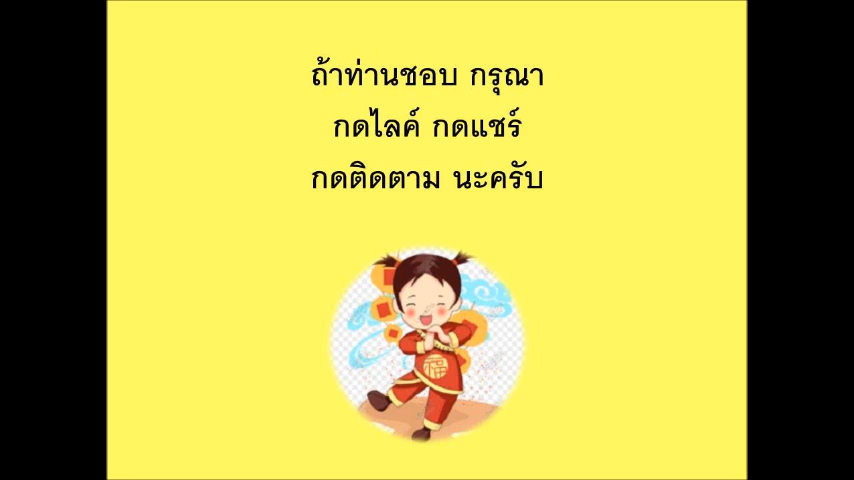 ถ้าท่านชอบ กรุณา
กดไลค์ กดแชร์
กดติดตาม นะครับ
福